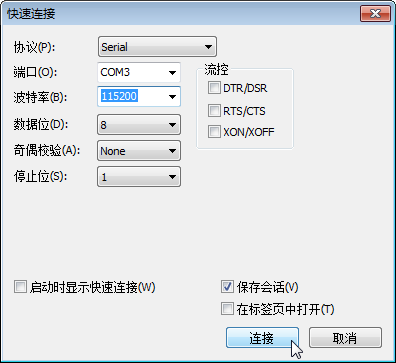 快速连接
协议(P): Serial
端口(O): COM3
流控
波特率(B): 115200
DTR/DSR
RTS/CTS
数据位(D): 8
XON/XOFF
奇偶校验(A): None
停止位(S): 1
启动时显示快速连接(W)
保存会话(V)
在标签页中打开(T)
连接
取消